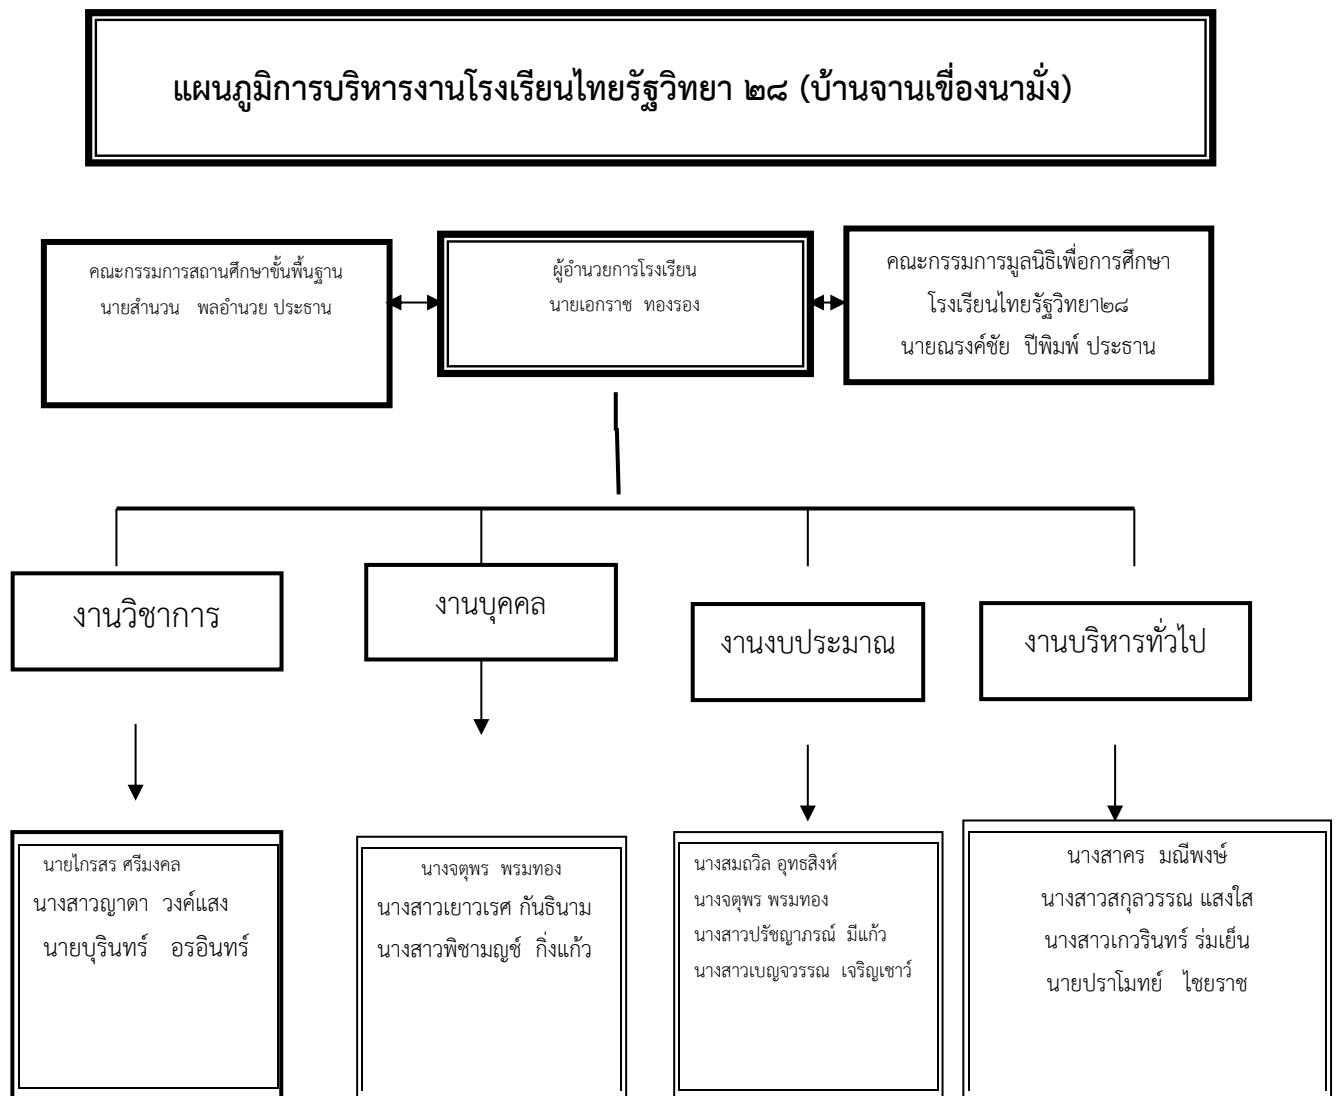 แผนภูมิการบริหารงานโรงเรียนไทยรัฐวิทยา ๒๘ (บ้านจานเขื่องนามั่ง)
คณะกรรมการสถานศึกษาขั้นพื้นฐาน
นายสำนวน พลอำนวย ประธาน
ผู้อำนวยการโรงเรียน
นายเอกราช ทองรอง
คณะกรรมการมูลนิธิเพื่อการศึกษา
โรงเรียนไทยรัฐวิทยา๒๘
นายณรงค์ชัย ปีพิมพ์ ประธาน
งานวิชาการ
งานบุคคล
งานงบประมาณ
งานบริหารทั่วไป
นายไกรสร ศรีมงคล
นางสาวญาดา วงค์แสง
นายบุรินทร์ อรอินทร์
นางจตุพร พรมทอง
นางสาวเยาวเรศ กันธินาม
นางสาวพิชามญช์ กิ่งแก้ว
นางสมถวิล อุทธสิงห์
นางจตุพร พรมทอง
นางสาวปรัชญาภรณ์ มีแก้ว
นางสาวเบญจวรรณ เจริญเชาว์
นางสาคร มณีพงษ์
นางสาวสกุลวรรณ แสงใส
นางสาวเกวรินทร์ ร่มเย็น
นายปราโมทย์ ไชยราช